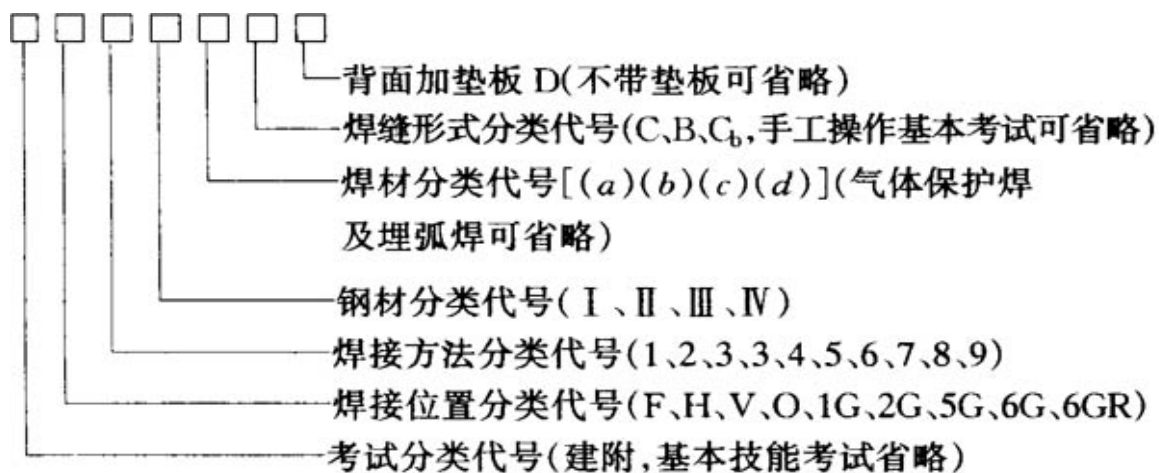 背面加垫板 D(不带垫板可省略)
焊缝形式分类代号(C、B、C_b,手工操作基本考试可省略)
焊材分类代号[(a)(b)(c)(d)](气体保护焊
及埋弧焊可省略)
钢材分类代号(Ⅰ、Ⅱ、Ⅲ、Ⅳ)
焊接方法分类代号(1、2、3、3、4、5、6、7、8、9)
焊接位置分类代号(F、H、V、O、1G、2G、5G、6G、6GR)
考试分类代号(建附,基本技能考试省略)